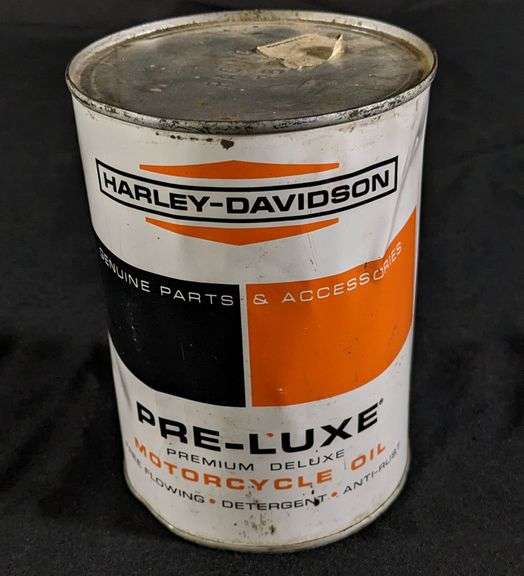 HARLEY-DAVIDSON
GENUINE PARTS & ACCESSORIES
PRE-LUXE®
PREMIUM DELUXE
MOTORCYCLE OIL
FREE FLOWING • DETERGENT • ANTI-RUST